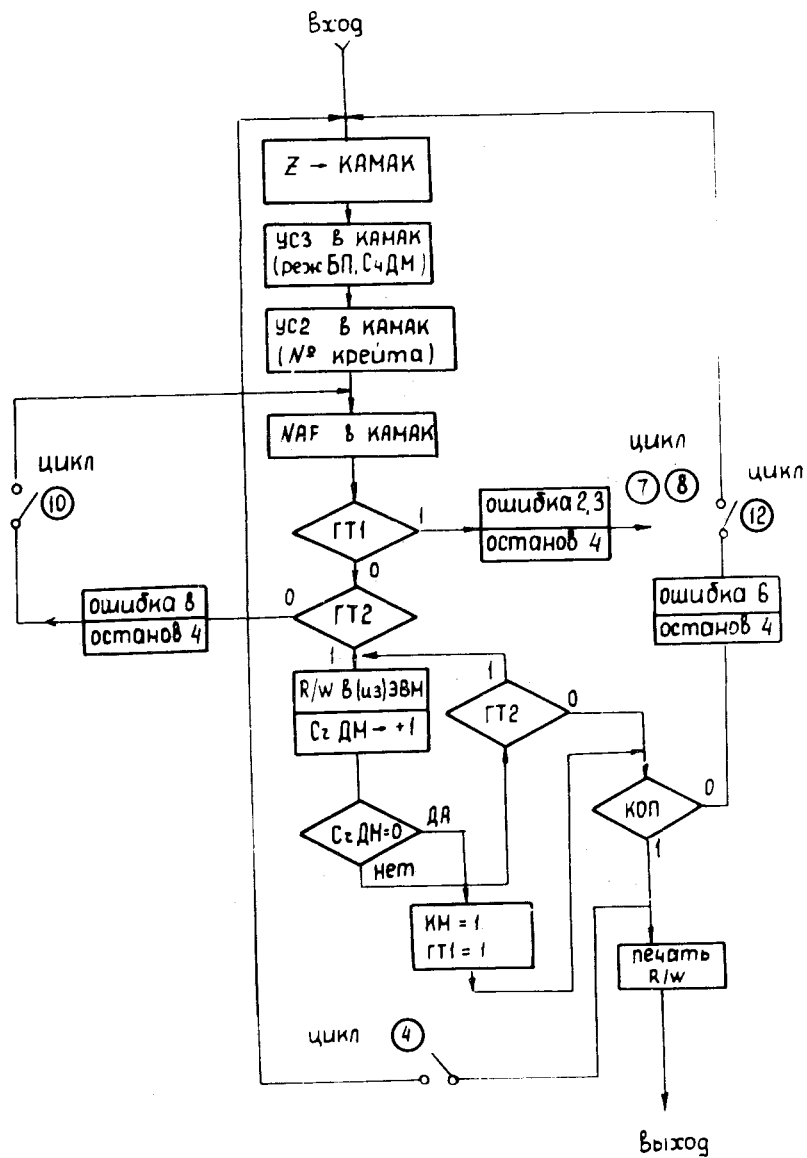 вход
Z → КАМАК
УС3 в КАМАК
(реж БП, СчДМ)
УС2 в КАМАК
(№ крейта)
NAF в КАМАК
цикл
10
ГТ1
1
0
ошибка 2,3
останов 4
цикл
7 8
цикл
12
ошибка 8
останов 4
0
ГТ2
1
ошибка 6
останов 4
R/W в(из)ЭВМ
Сч ДМ → +1
1
ГТ2
0
Сч ДМ=0
ДА
нет
КОП
0
1
КМ = 1
ГТ1 = 1
печать
R/W
цикл
4
выход